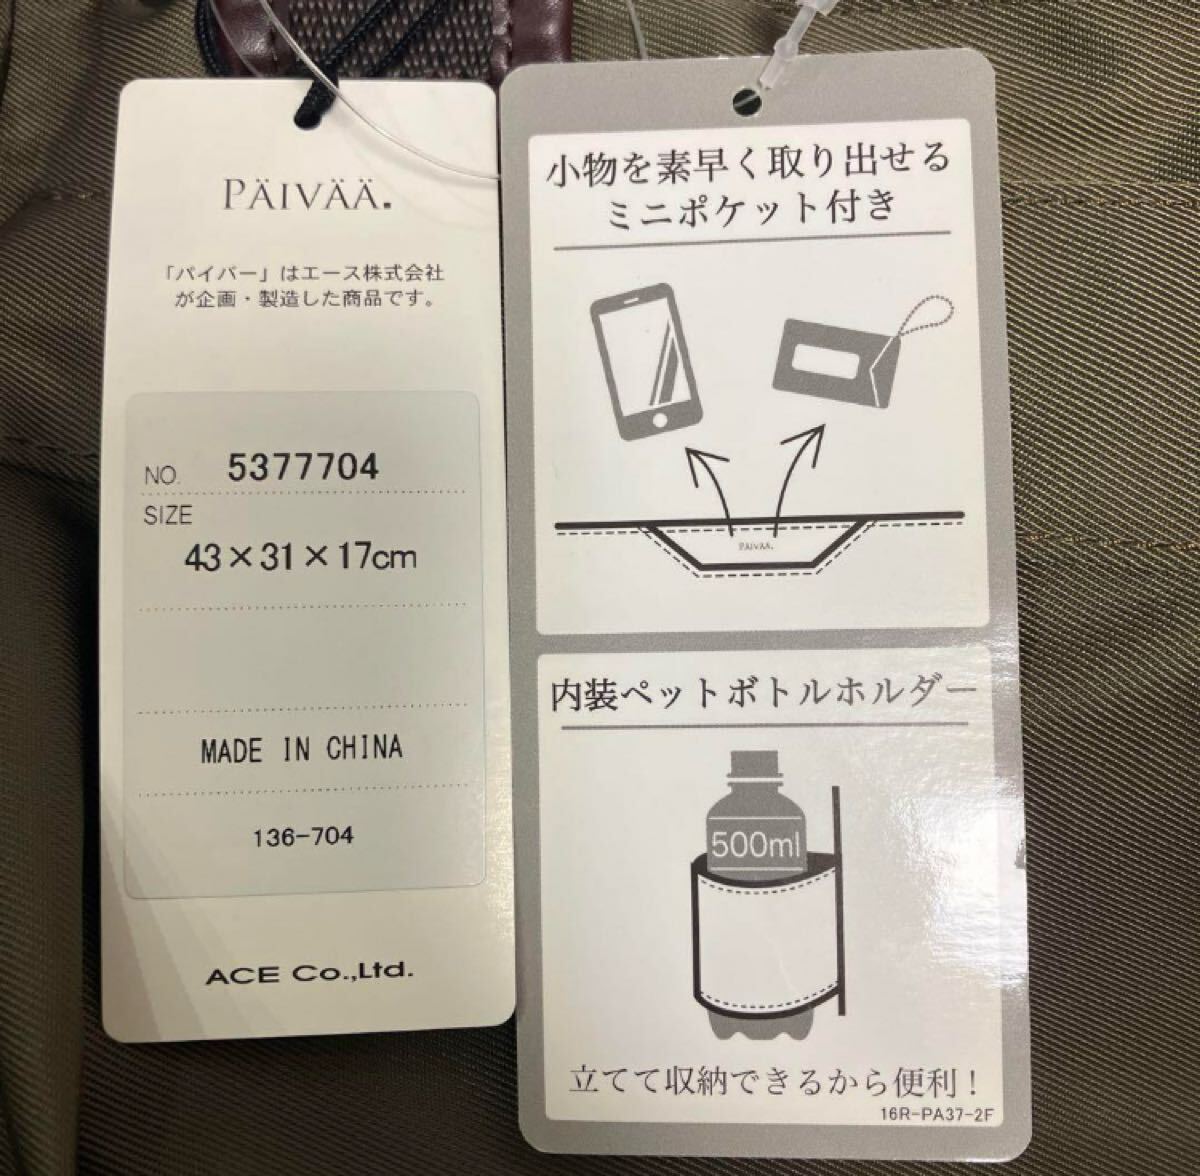 PÄIVÄÄ.
「パイバー」はエース株式会社
が企画・製造した商品です。
NO. 5377704
SIZE
43×31×17cm
MADE IN CHINA
136-704
ACE Co.,Ltd.
小物を素早く取り出せる
ミニポケット付き
PÄIVÄÄ.
内装ペットボトルホルダー
500ml
立てて収納できるから便利！
16R-PA37-2F